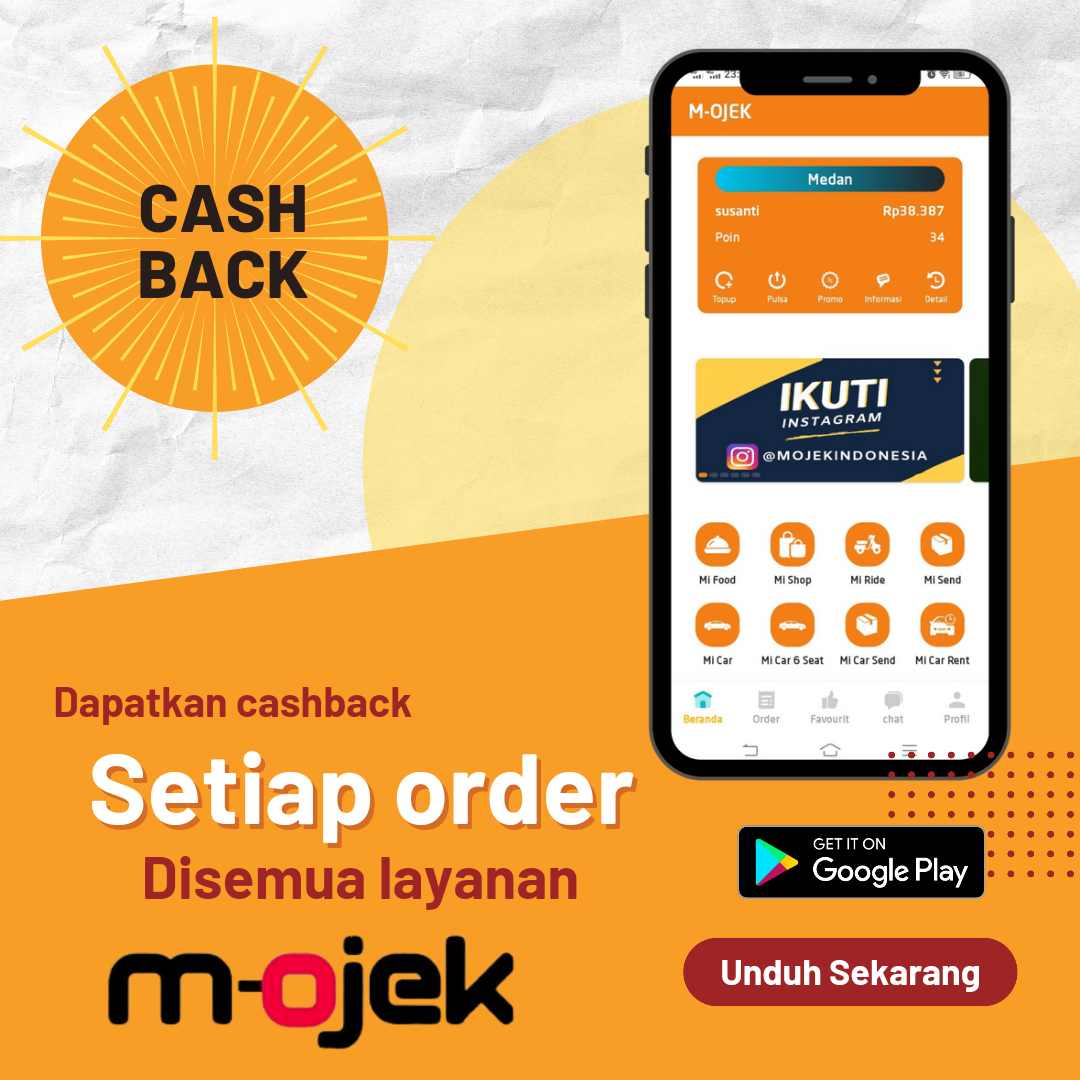 CASH
BACK
23:
M-OJEK
Medan
susanti Rp38.387
Poin 34
Topup Pulsa Promo Informasi Detail
IKUTI
INSTAGRAM
@MOJEKINDONESIA
Mi Food Mi Shop Mi Ride Mi Send
Mi Car Mi Car 6 Seat Mi Car Send Mi Car Rent
Beranda Order Favourit chat Profil
Dapatkan cashback
Setiap order
Disemua layanan
m-ojek
GET IT ON
Google Play
Unduh Sekarang